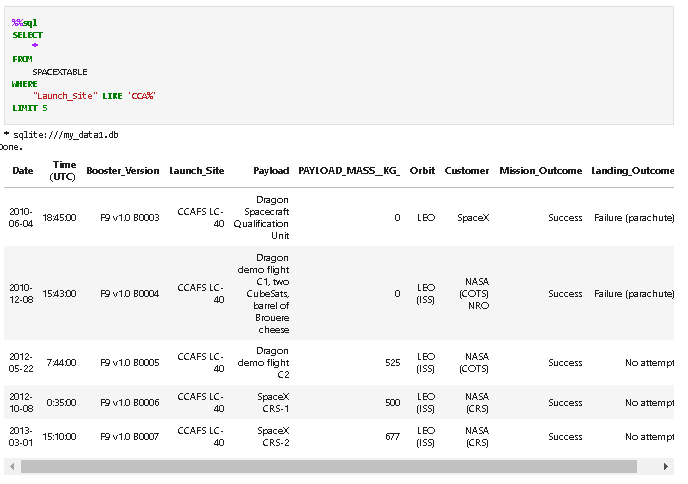 %%sql
SELECT
*
FROM
SPACEXTABLE
WHERE
"Launch_Site" LIKE 'CCA%'
LIMIT 5
* sqlite:///my_data1.db
Done.
Date Time (UTC) Booster_Version Launch_Site Payload PAYLOAD_MASS__KG_ Orbit Customer Mission_Outcome Landing_Outcome
2010-06-04 18:45:00 F9 v1.0 B0003 CCAFS LC-40 Dragon Spacecraft Qualification Unit 0 LEO SpaceX Success Failure (parachute)
2010-12-08 15:43:00 F9 v1.0 B0004 CCAFS LC-40 Dragon demo flight C1, two CubeSats, barrel of Brouere cheese 0 LEO (ISS) NASA (COTS) NRO Success Failure (parachute)
2012-05-22 7:44:00 F9 v1.0 B0005 CCAFS LC-40 Dragon demo flight C2 525 LEO (ISS) NASA (COTS) Success No attempt
2012-10-08 0:35:00 F9 v1.0 B0006 CCAFS LC-40 SpaceX CRS-1 500 LEO (ISS) NASA (CRS) Success No attempt
2013-03-01 15:10:00 F9 v1.0 B0007 CCAFS LC-40 SpaceX CRS-2 677 LEO (ISS) NASA (CRS) Success No attempt